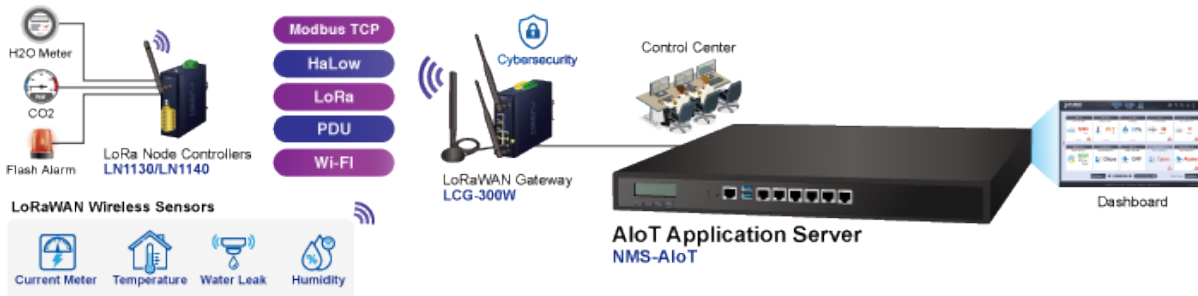 H2O Meter
CO2
Flash Alarm
LoRa Node Controllers
LN1130/LN1140
Modbus TCP
HaLow
LoRa
PDU
Wi-FI
Cybersecurity
LoRaWAN Gateway
LCG-300W
Control Center
AIoT Application Server
NMS-AIoT
Dashboard
LoRaWAN Wireless Sensors
Current Meter
Temperature
Water Leak
Humidity